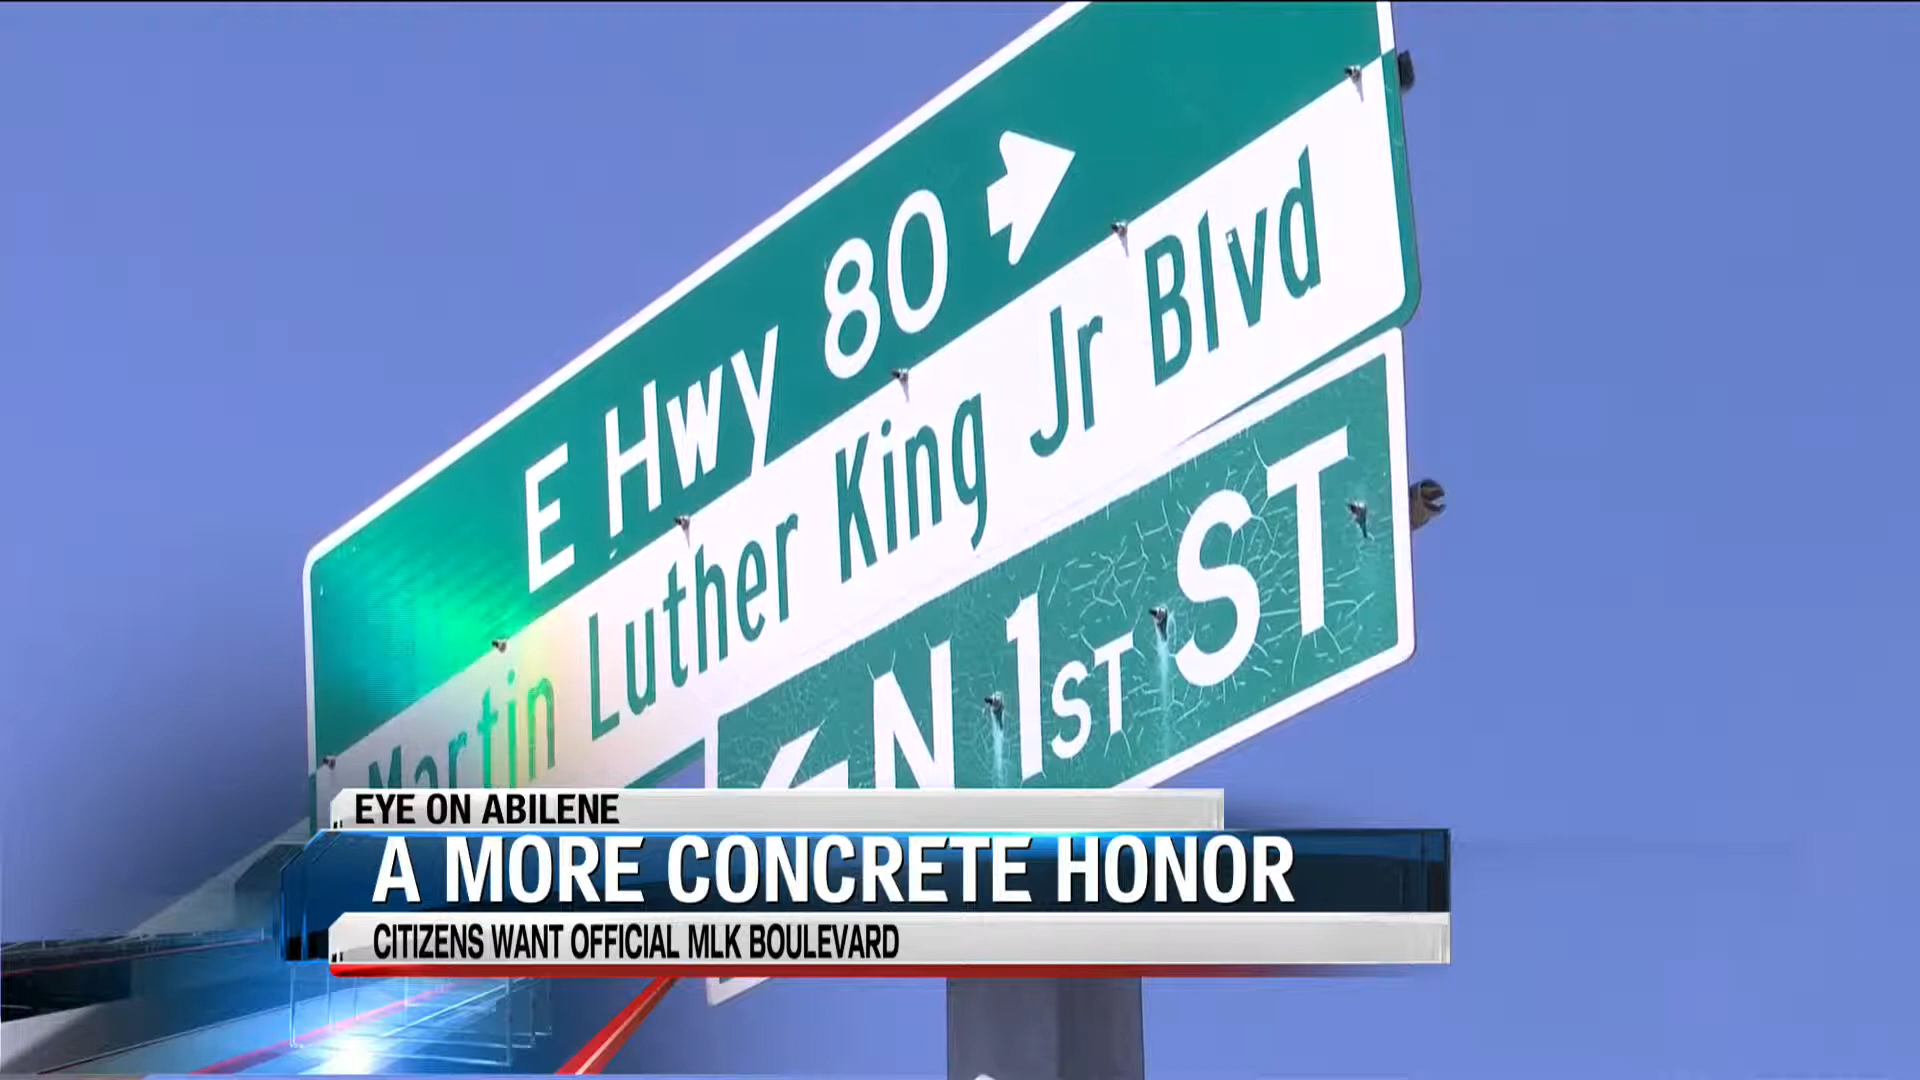 E Hwy 80
Martin Luther King Jr Blvd
N 1ST ST
EYE ON ABILENE
A MORE CONCRETE HONOR
CITIZENS WANT OFFICIAL MLK BOULEVARD